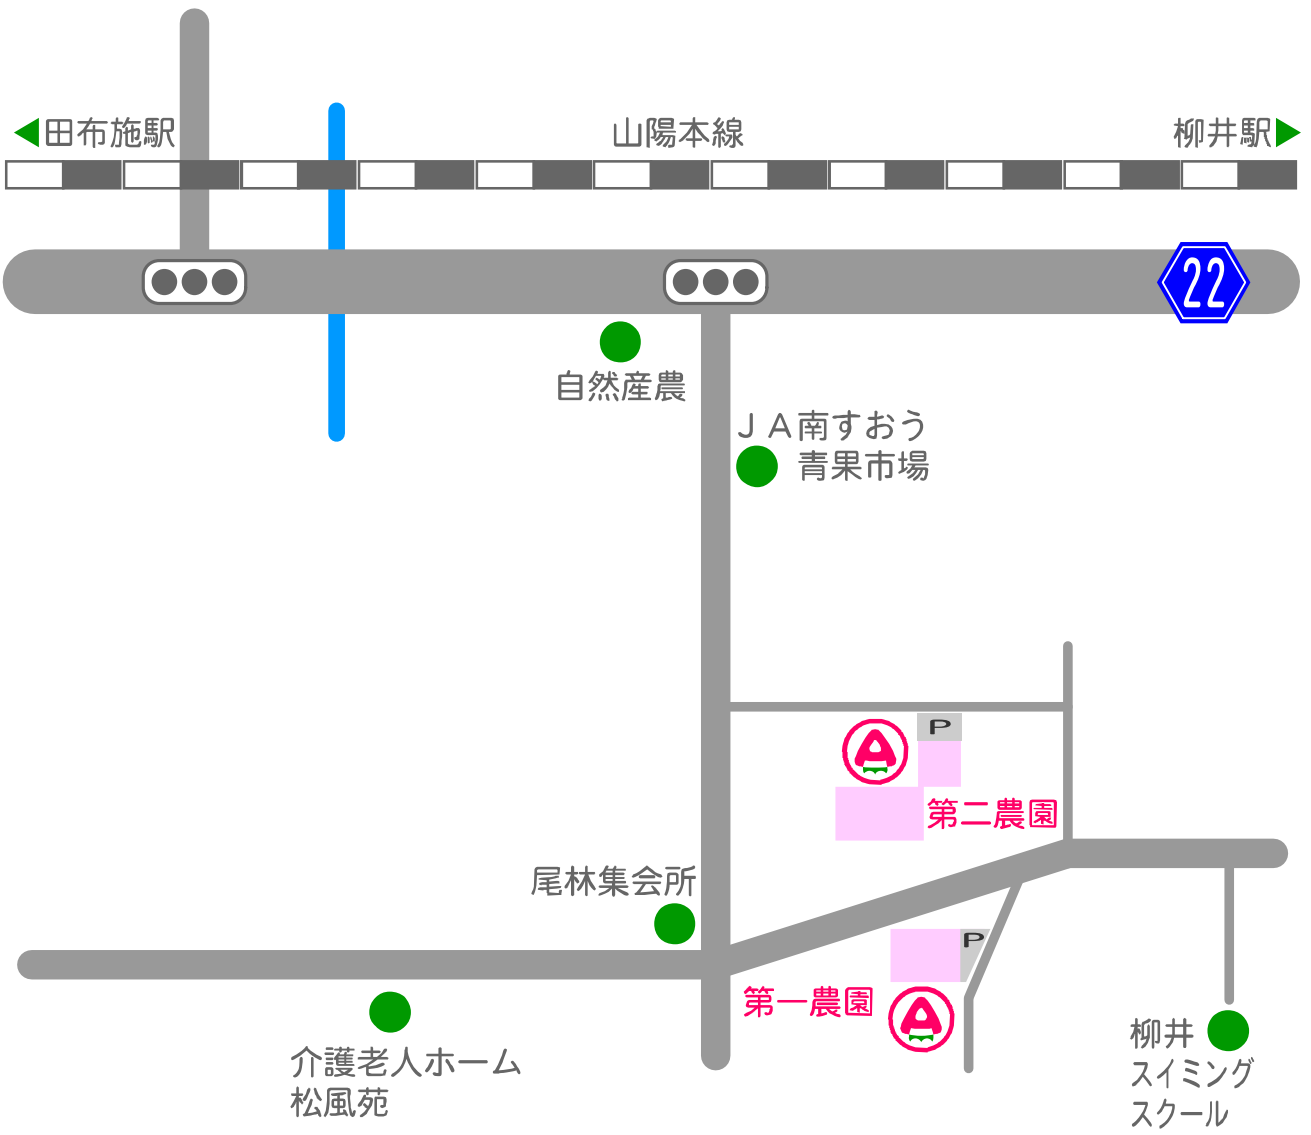 田布施駅
山陽本線
柳井駅
22
自然産農
ＪＡ南すおう
青果市場
P
第二農園
尾林集会所
P
第一農園
介護老人ホーム
松風苑
柳井
スイミング
スクール